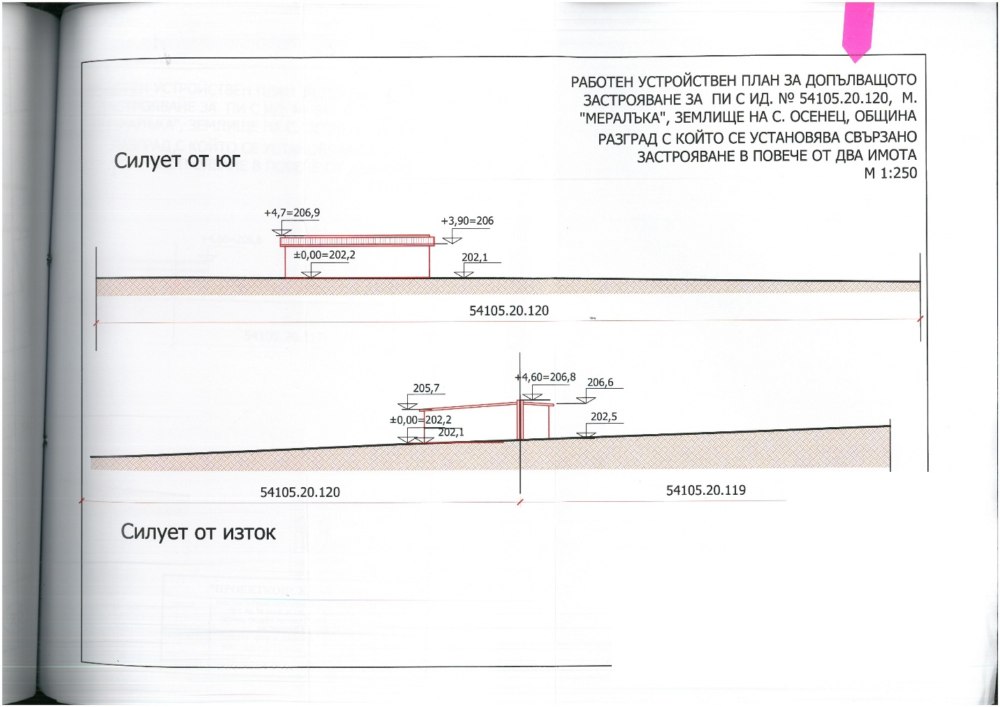 РАБОТЕН УСТРОЙСТВЕН ПЛАН ЗА ДОПЪЛВАЩОТО
ЗАСТРОЯВАНЕ ЗА ПИ С ИД. № 54105.20.120, М.
"МЕРАЛЪКА", ЗЕМЛИЩЕ НА С. ОСЕНЕЦ, ОБЩИНА
РАЗГРАД С КОЙТО СЕ УСТАНОВЯВА СВЪРЗАНО
ЗАСТРОЯВАНЕ В ПОВЕЧЕ ОТ ДВА ИМОТА
М 1:250
Силует от юг
+4,7=206,9
+3,90=206
±0,00=202,2
202,1
54105.20.120
+4,60=206,8
206,6
205,7
±0,00=202,2
202,5
202,1
54105.20.120
54105.20.119
Силует от изток